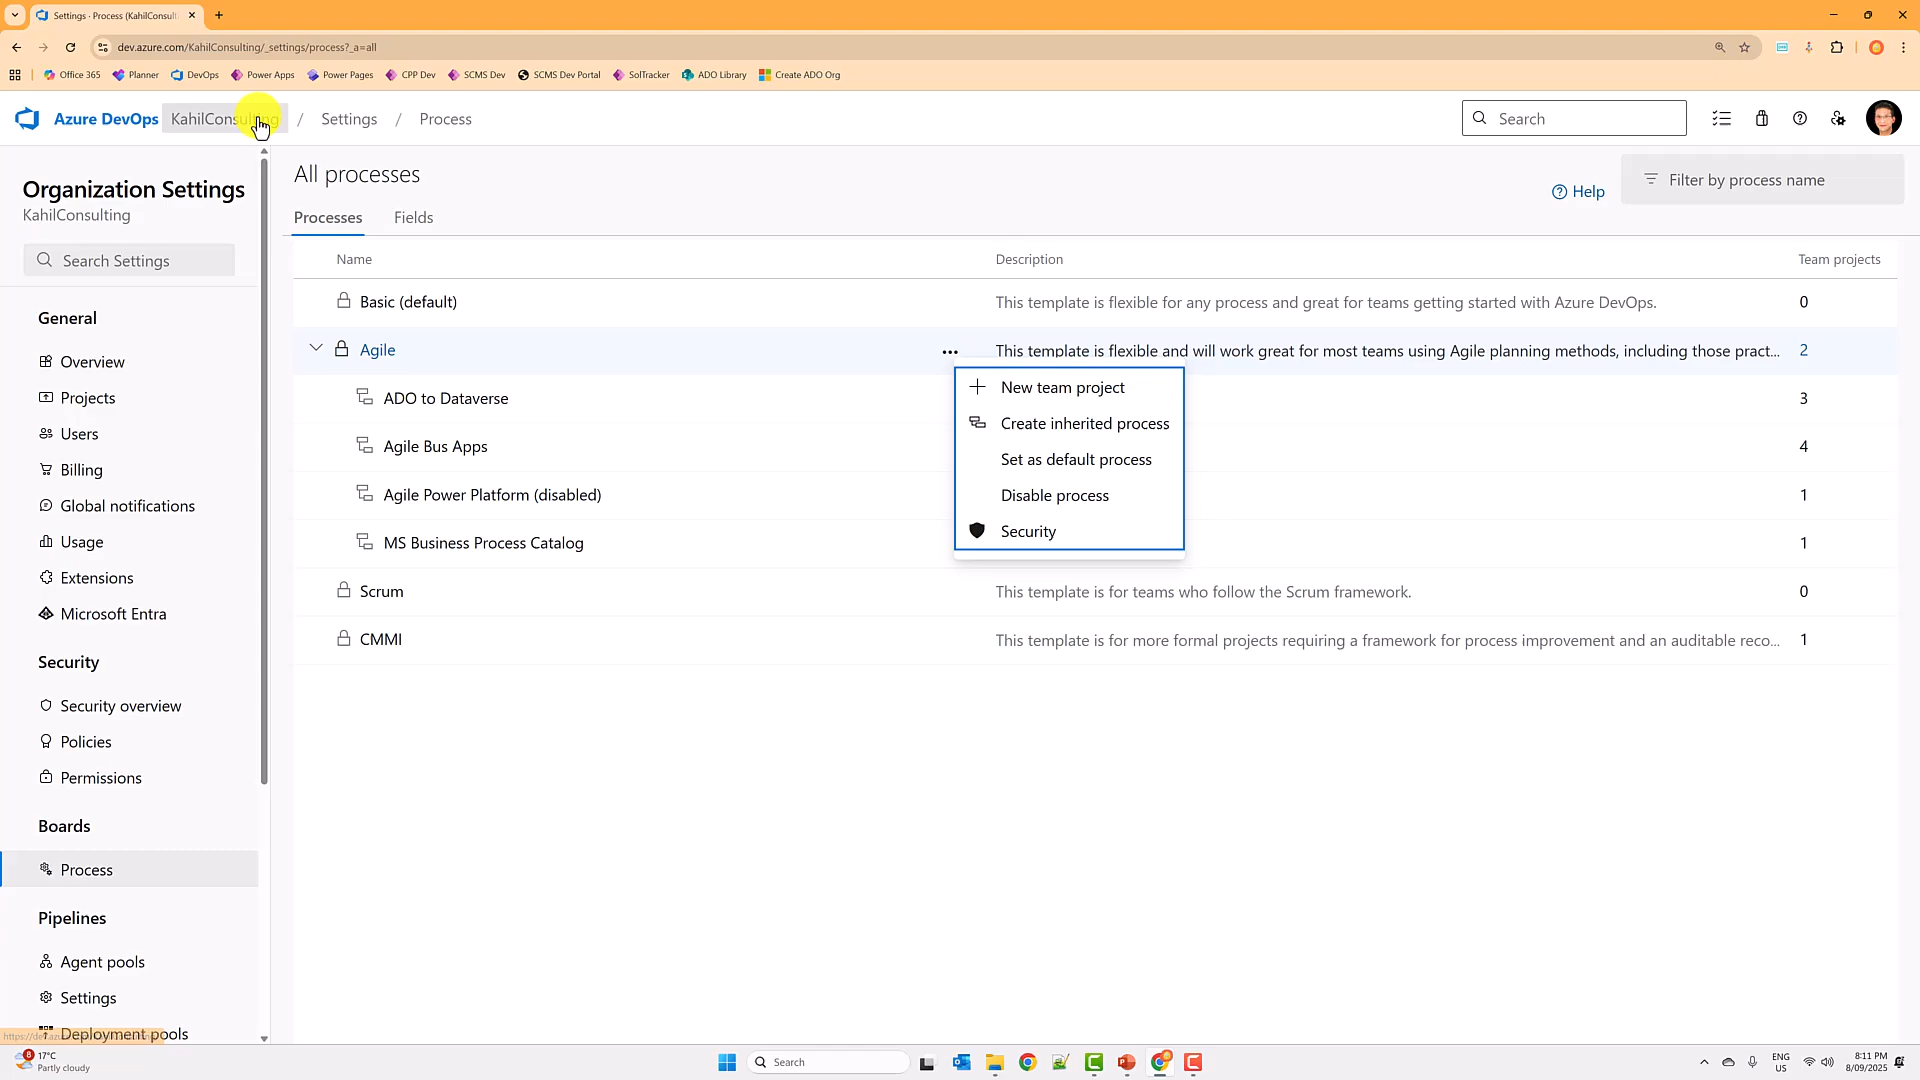 Settings · Process (KahilConsult
dev.azure.com/KahilConsulting/_settings/process?_a=all
Office 365
Planner
DevOps
Power Apps
Power Pages
CPP Dev
SCMS Dev
SCMS Dev Portal
SolTracker
ADO Library
Create ADO Org
Azure DevOps
KahilConsulting / Settings / Process
Search
Organization Settings
KahilConsulting
Search Settings
General
Overview
Projects
Users
Billing
Global notifications
Usage
Extensions
Microsoft Entra
Security
Security overview
Policies
Permissions
Boards
Process
Pipelines
Agent pools
Settings
Deployment pools
All processes
Help
Filter by process name
Processes
Fields
Name Description Team projects
Basic (default) This template is flexible for any process and great for teams getting started with Azure DevOps. 0
Agile ... This template is flexible and will work great for most teams using Agile planning methods, including those pract... 2
ADO to Dataverse 3
Agile Bus Apps 4
Agile Power Platform (disabled) 1
MS Business Process Catalog 1
Scrum This template is for teams who follow the Scrum framework. 0
CMMI This template is for more formal projects requiring a framework for process improvement and an auditable reco... 1
New team project
Create inherited process
Set as default process
Disable process
Security
8
17°C
Partly cloudy
Search
ENG
US
8:11 PM
8/09/2025